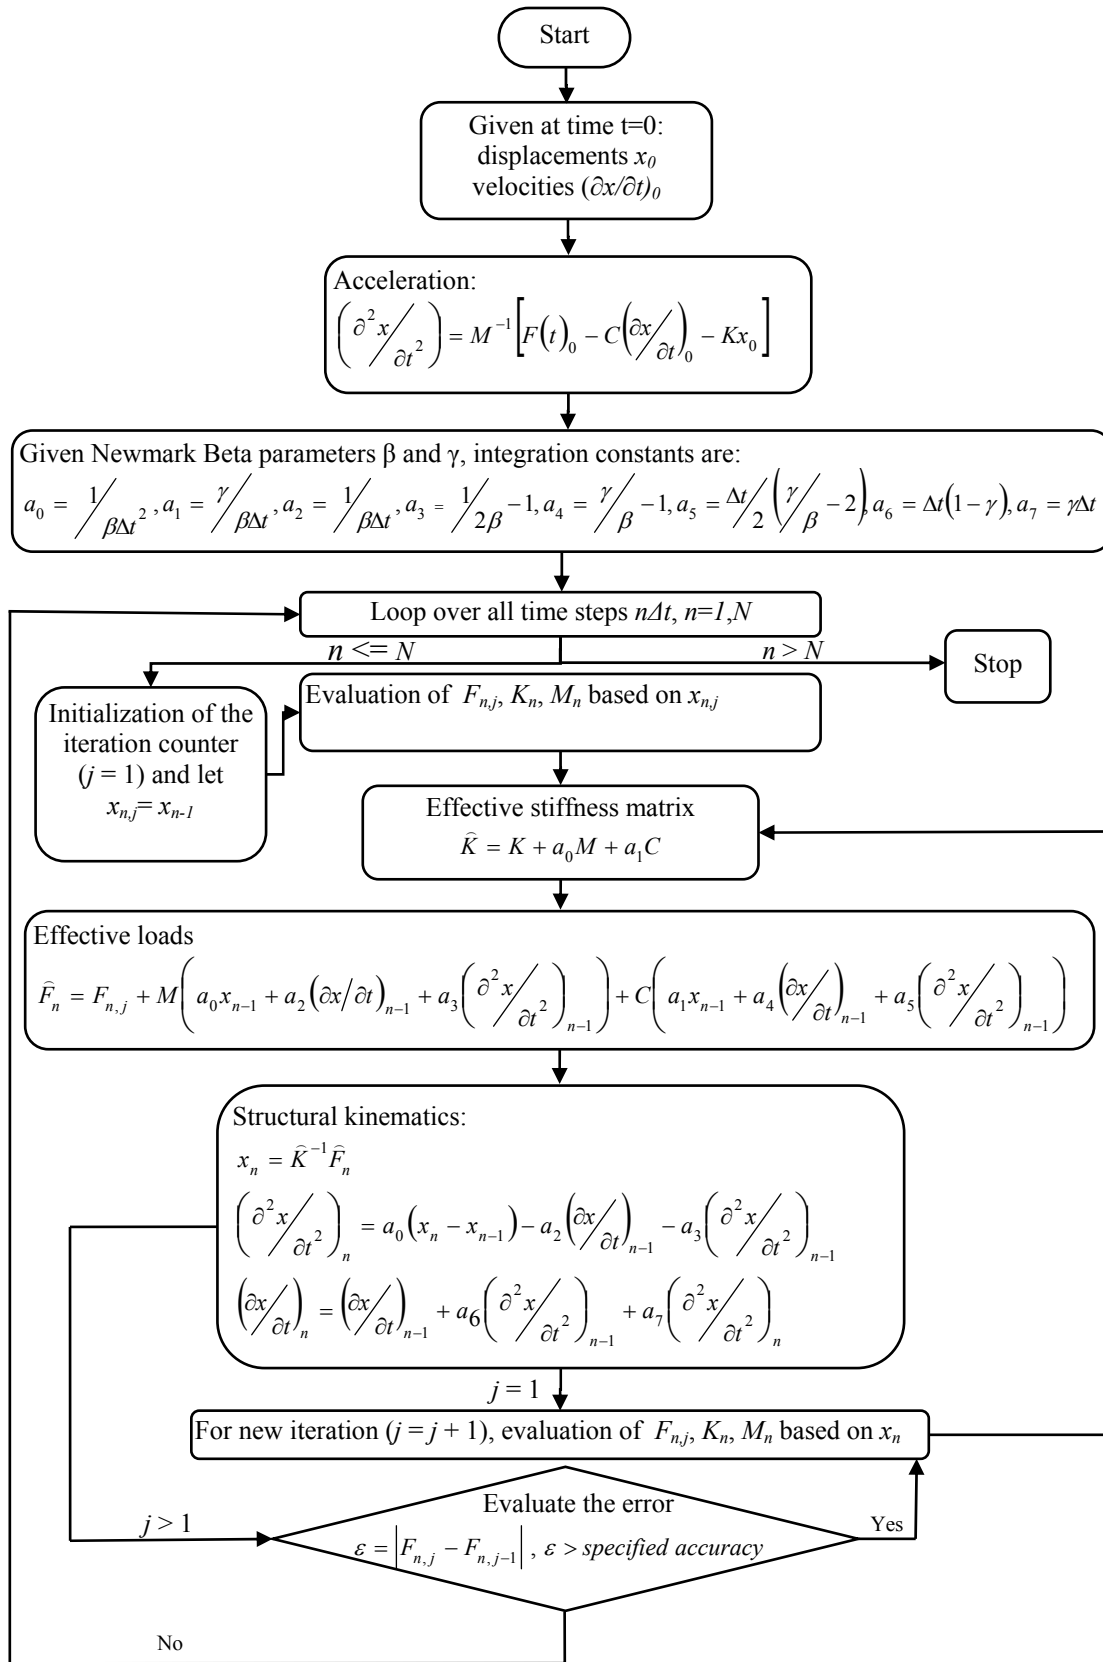 Start
Given at time t=0:
displacements x₀
velocities (∂x/∂t)₀
Acceleration:
(∂²x/∂t²) = M⁻¹[F(t)₀ − C(∂x/∂t)₀ − Kx₀]
Given Newmark Beta parameters β and γ, integration constants are:
a₀ = 1/βΔt², a₁ = γ/βΔt, a₂ = 1/βΔt, a₃ = 1/2β −1, a₄ = γ/β −1, a₅ = Δt/2 (γ/β − 2), a₆ = Δt(1−γ), a₇ = γΔt
Loop over all time steps nΔt, n=1,N
n <= N
n > N
Stop
Initialization of the
iteration counter
(j = 1) and let
xₙ,ⱼ= xₙ₋₁
Evaluation of Fₙ,ⱼ, Kₙ, Mₙ based on xₙ,ⱼ
Effective stiffness matrix
K̂ = K + a₀M + a₁C
Effective loads
F̂ₙ = Fₙ,ⱼ + M(a₀xₙ₋₁ + a₂(∂x/∂t)ₙ₋₁ + a₃(∂²x/∂t²)ₙ₋₁) + C(a₁xₙ₋₁ + a₄(∂x/∂t)ₙ₋₁ + a₅(∂²x/∂t²)ₙ₋₁)
Structural kinematics:
xₙ = K̂⁻¹F̂ₙ
(∂²x/∂t²)ₙ = a₀(xₙ − xₙ₋₁) − a₂(∂x/∂t)ₙ₋₁ − a₃(∂²x/∂t²)ₙ₋₁
(∂x/∂t)ₙ = (∂x/∂t)ₙ₋₁ + a₆(∂²x/∂t²)ₙ₋₁ + a₇(∂²x/∂t²)ₙ
j = 1
For new iteration (j = j + 1), evaluation of Fₙ,ⱼ, Kₙ, Mₙ based on xₙ
j > 1
Evaluate the error
ε = |Fₙ,ⱼ − Fₙ,ⱼ₋₁| , ε > specified accuracy
Yes
No